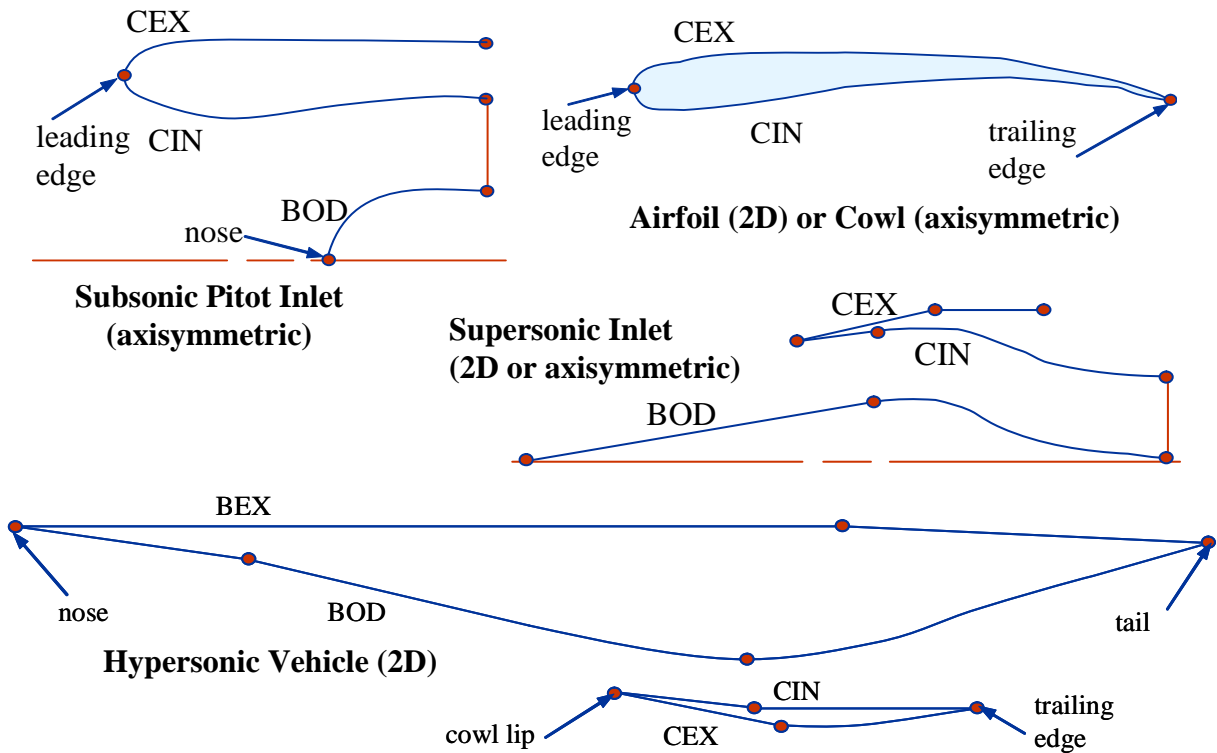 CEX
leading
edge
CIN
BOD
nose
Subsonic Pitot Inlet
(axisymmetric)
CEX
leading
edge
CIN
trailing
edge
Airfoil (2D) or Cowl (axisymmetric)
Supersonic Inlet
(2D or axisymmetric)
CEX
CIN
BOD
BEX
nose
BOD
tail
Hypersonic Vehicle (2D)
CIN
cowl lip
CEX
trailing
edge